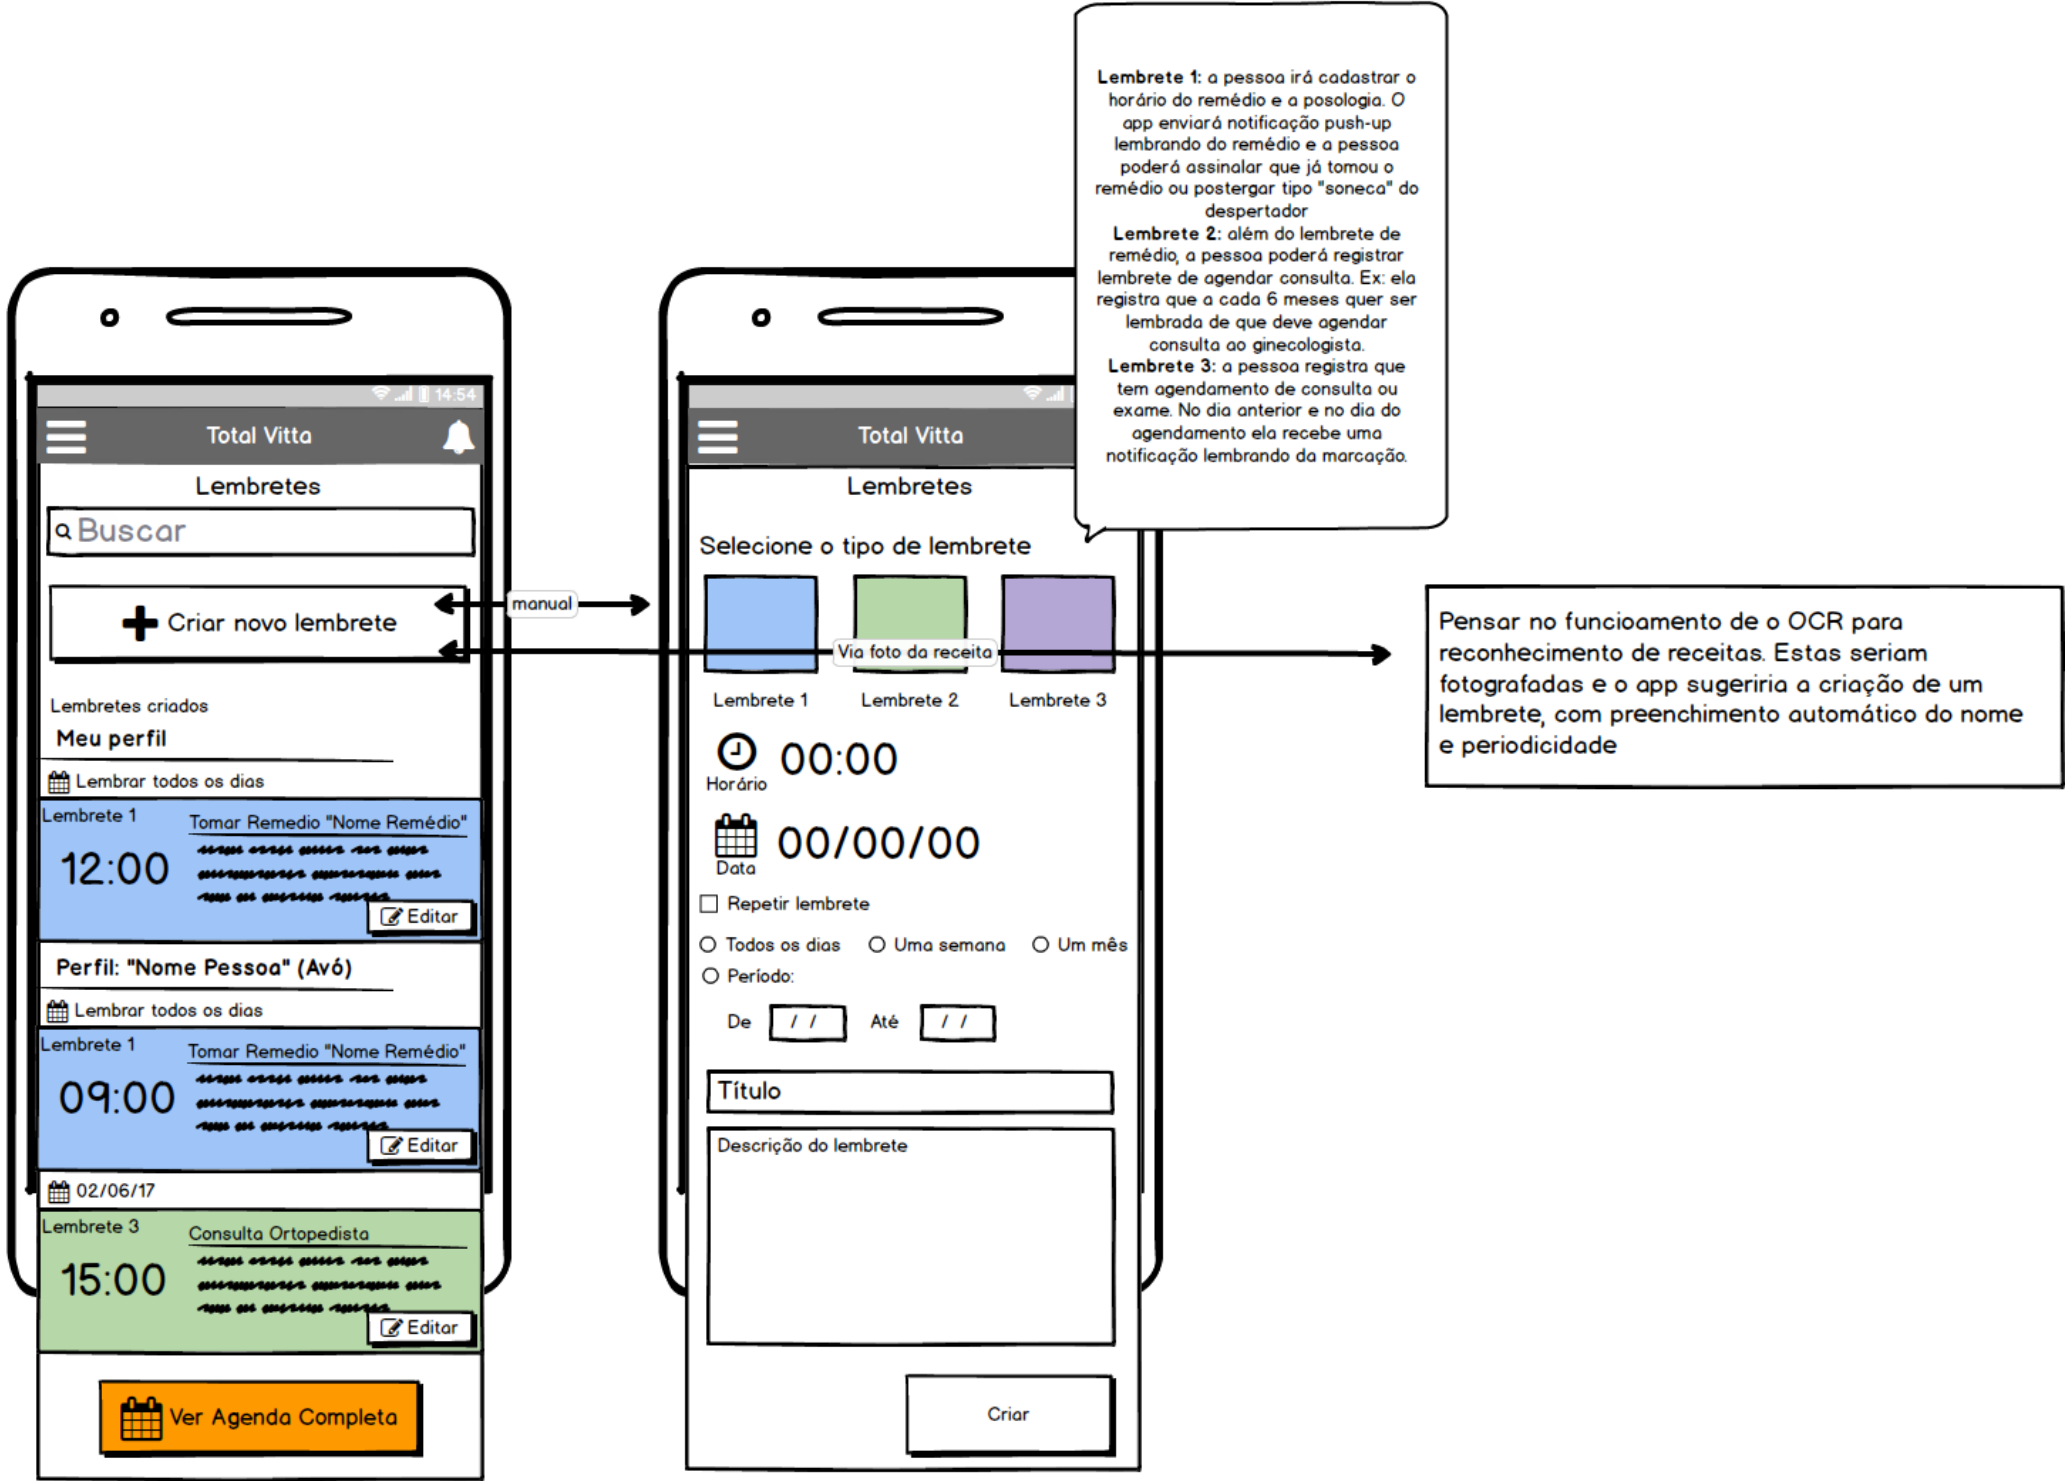 Lembrete 1: a pessoa irá cadastrar o
horário do remédio e a posologia. O
app enviará notificação push-up
lembrando do remédio e a pessoa
poderá assinalar que já tomou o
remédio ou postergar tipo "soneca" do
despertador
Lembrete 2: além do lembrete de
remédio, a pessoa poderá registrar
lembrete de agendar consulta. Ex: ela
registra que a cada 6 meses quer ser
lembrada de que deve agendar
consulta ao ginecologista.
Lembrete 3: a pessoa registra que
tem agendamento de consulta ou
exame. No dia anterior e no dia do
agendamento ela recebe uma
notificação lembrando da marcação.
14:54
Total Vitta
Lembretes
Buscar
Criar novo lembrete
Lembretes criados
Meu perfil
Lembrar todos os dias
Lembrete 1
Tomar Remedio "Nome Remédio"
12:00
Editar
Perfil: "Nome Pessoa" (Avó)
Lembrar todos os dias
Lembrete 1
Tomar Remedio "Nome Remédio"
09:00
Editar
02/06/17
Lembrete 3
Consulta Ortopedista
15:00
Editar
Ver Agenda Completa
manual
Via foto da receita
Total Vitta
Lembretes
Selecione o tipo de lembrete
Lembrete 1 Lembrete 2 Lembrete 3
00:00
Horário
00/00/00
Data
Repetir lembrete
Todos os dias Uma semana Um mês
Período:
De / / Até / /
Título
Descrição do lembrete
Criar
Pensar no funcioamento de o OCR para
reconhecimento de receitas. Estas seriam
fotografadas e o app sugeriria a criação de um
lembrete, com preenchimento automático do nome
e periodicidade